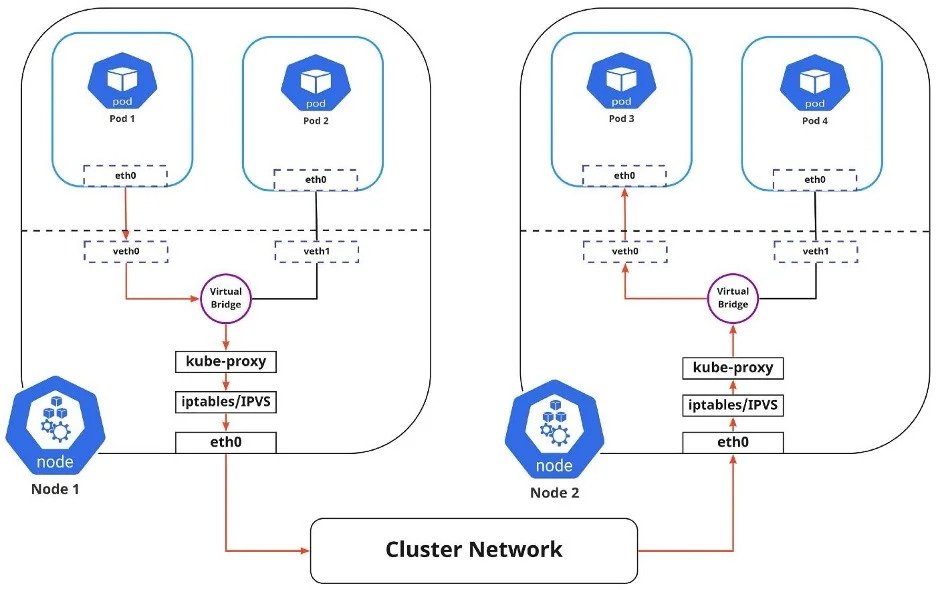 pod
Pod 1
eth0
pod
Pod 2
eth0
veth0
veth1
Virtual
Bridge
kube-proxy
iptables/IPVS
eth0
node
Node 1
pod
Pod 3
eth0
pod
Pod 4
eth0
veth0
veth1
Virtual
Bridge
kube-proxy
iptables/IPVS
eth0
node
Node 2
Cluster Network